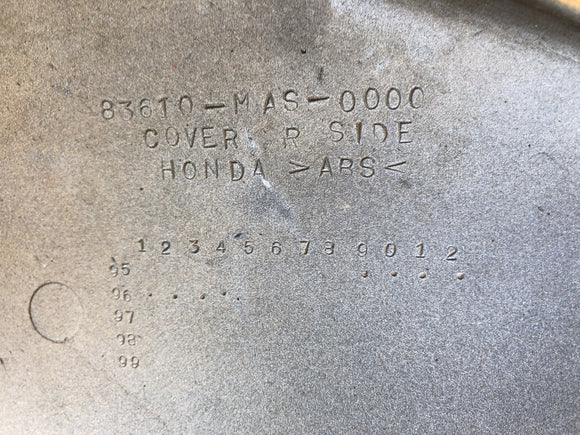 83610-MAS-0000
COVER R SIDE
HONDA >ABS<
1 2 3 4 5 6 7 8 9 0 1 2
95 . . . .
96 . . . .
97
98
99